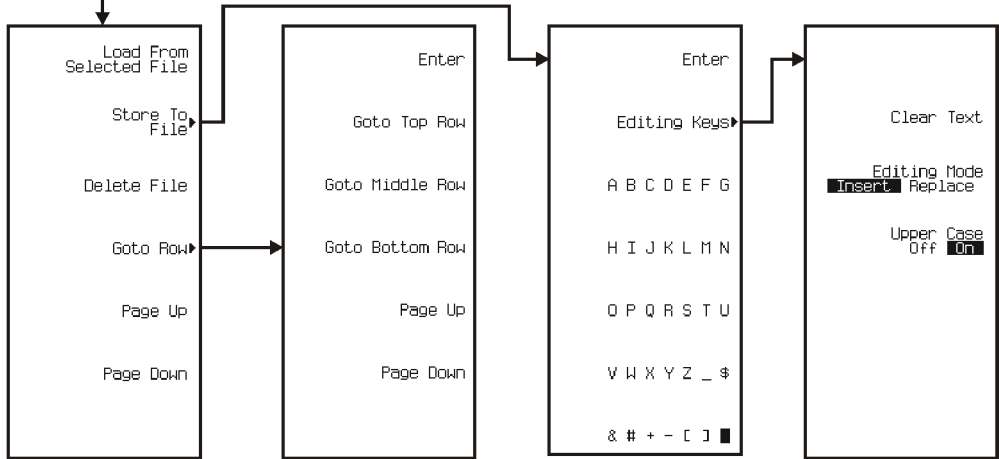 Load From
Selected File
Store To
File
Delete File
Goto Row
Page Up
Page Down
Enter
Goto Top Row
Goto Middle Row
Goto Bottom Row
Page Up
Page Down
Enter
Editing Keys
A B C D E F G
H I J K L M N
O P Q R S T U
V W X Y Z _ $
& # + - [ ] █
Clear Text
Editing Mode
Insert Replace
Upper Case
Off On